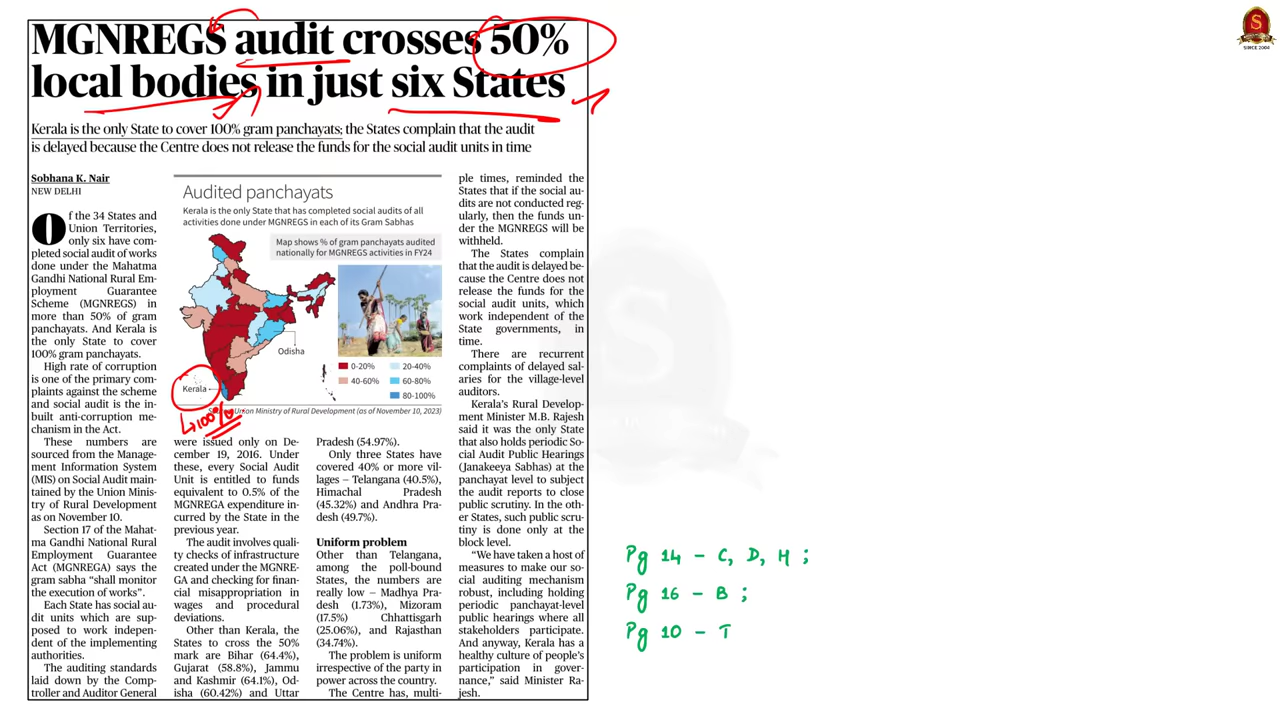 MGNREGS audit crosses 50%
local bodies in just six States
Kerala is the only State to cover 100% gram panchayats; the States complain that the audit
is delayed because the Centre does not release the funds for the social audit units in time
Sobhana K. Nair
NEW DELHI
Of the 34 States and
Union Territories,
only six have com-
pleted social audit of works
done under the Mahatma
Gandhi National Rural Em-
ployment Guarantee
Scheme (MGNREGS) in
more than 50% of gram
panchayats. And Kerala is
the only State to cover
100% gram panchayats.
High rate of corruption
is one of the primary com-
plaints against the scheme
and social audit is the in-
built anti-corruption me-
chanism in the Act.
These numbers are
sourced from the Manage-
ment Information System
(MIS) on Social Audit main-
tained by the Union Minis-
try of Rural Development
as on November 10.
Section 17 of the Mahat-
ma Gandhi National Rural
Employment Guarantee
Act (MGNREGA) says the
gram sabha “shall monitor
the execution of works”.
Each State has social au-
dit units which are sup-
posed to work indepen-
dent of the implementing
authorities.
The auditing standards
laid down by the Comp-
troller and Auditor General
Audited panchayats
Kerala is the only State that has completed social audits of all
activities done under MGNREGS in each of its Gram Sabhas
Map shows % of gram panchayats audited
nationally for MGNREGS activities in FY24
Odisha
Kerala
100%
0-20%
20-40%
40-60%
60-80%
80-100%
Union Ministry of Rural Development (as of November 10, 2023)
were issued only on De-
cember 19, 2016. Under
these, every Social Audit
Unit is entitled to funds
equivalent to 0.5% of the
MGNREGA expenditure in-
curred by the State in the
previous year.
The audit involves quali-
ty checks of infrastructure
created under the MGNRE-
GA and checking for finan-
cial misappropriation in
wages and procedural
deviations.
Other than Kerala, the
States to cross the 50%
mark are Bihar (64.4%),
Gujarat (58.8%), Jammu
and Kashmir (64.1%), Od-
isha (60.42%) and Uttar
Pradesh (54.97%).
Only three States have
covered 40% or more vil-
lages – Telangana (40.5%),
Himachal Pradesh
(45.32%) and Andhra Pra-
desh (49.7%).
Uniform problem
Other than Telangana,
among the poll-bound
States, the numbers are
really low – Madhya Pra-
desh (1.73%), Mizoram
(17.5%) Chhattisgarh
(25.06%), and Rajasthan
(34.74%).
The problem is uniform
irrespective of the party in
power across the country.
The Centre has, multi-
ple times, reminded the
States that if the social au-
dits are not conducted reg-
ularly, then the funds un-
der the MGNREGS will be
withheld.
The States complain
that the audit is delayed be-
cause the Centre does not
release the funds for the
social audit units, which
work independent of the
State governments, in
time.
There are recurrent
complaints of delayed sal-
aries for the village-level
auditors.
Kerala’s Rural Develop-
ment Minister M.B. Rajesh
said it was the only State
that also holds periodic So-
cial Audit Public Hearings
(Janakeeya Sabhas) at the
panchayat level to subject
the audit reports to close
public scrutiny. In the oth-
er States, such public scru-
tiny is done only at the
block level.
“We have taken a host of
measures to make our so-
cial auditing mechanism
robust, including holding
periodic panchayat-level
public hearings where all
stakeholders participate.
And anyway, Kerala has a
healthy culture of people’s
participation in gover-
nance,” said Minister Ra-
jesh.
Pg 14 – C, D, H ;
Pg 16 – B ;
Pg 10 – T
S
SINCE 2004